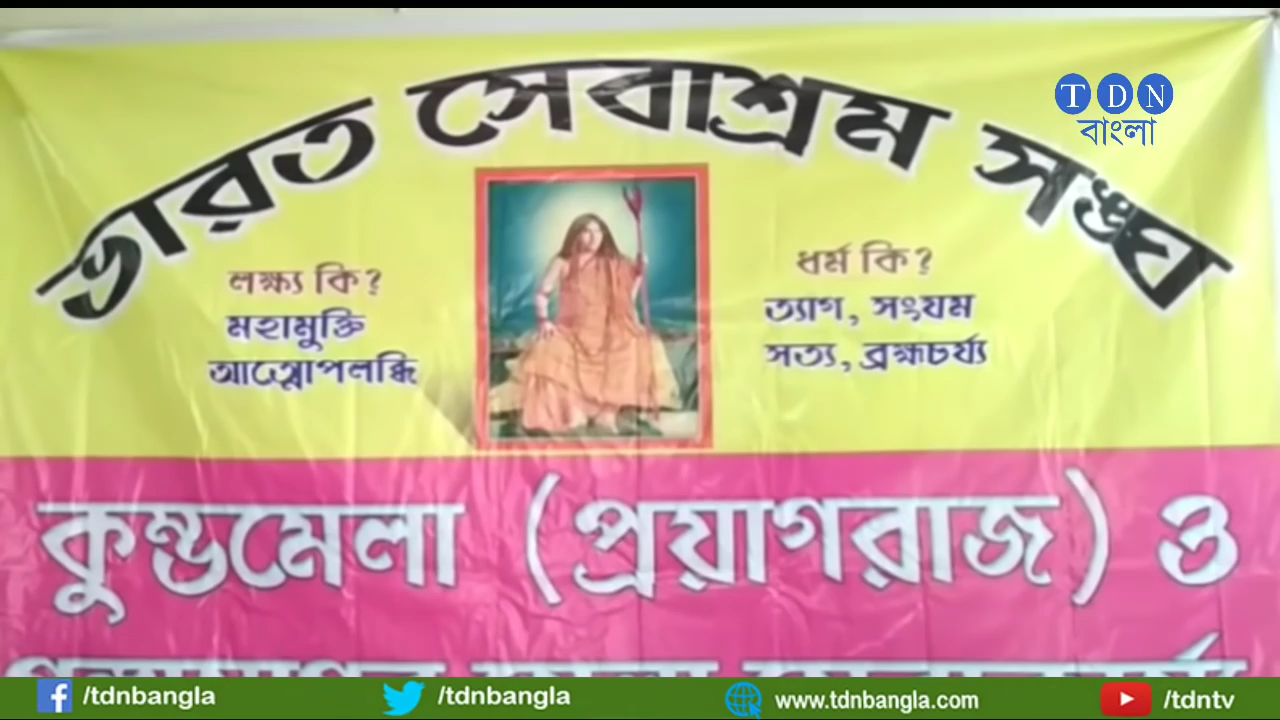 ভারত সেবাশ্রম সঙ্ঘ
TDN
বাংলা
লক্ষ্য কি?
মহামুক্তি
আত্মোপলব্ধি
ধর্ম কি?
ত্যাগ, সংযম
সত্য, ব্রহ্মচর্য্য
কুম্ভমেলা (প্রয়াগরাজ) ও
/tdnbangla /tdnbangla www.tdnbangla.com /tdntv